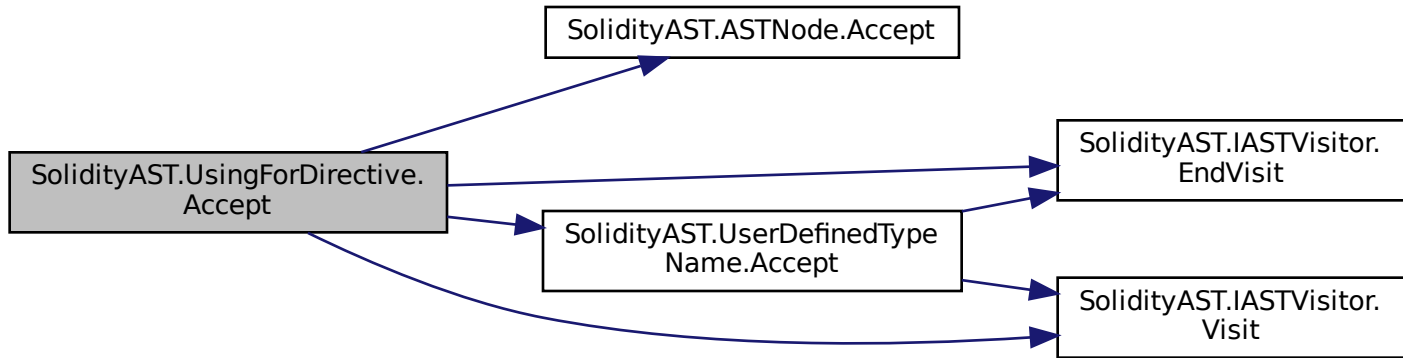 SolidityAST.ASTNode.Accept
SolidityAST.UsingForDirective.
Accept
SolidityAST.IASTVisitor.
EndVisit
SolidityAST.UserDefinedType
Name.Accept
SolidityAST.IASTVisitor.
Visit